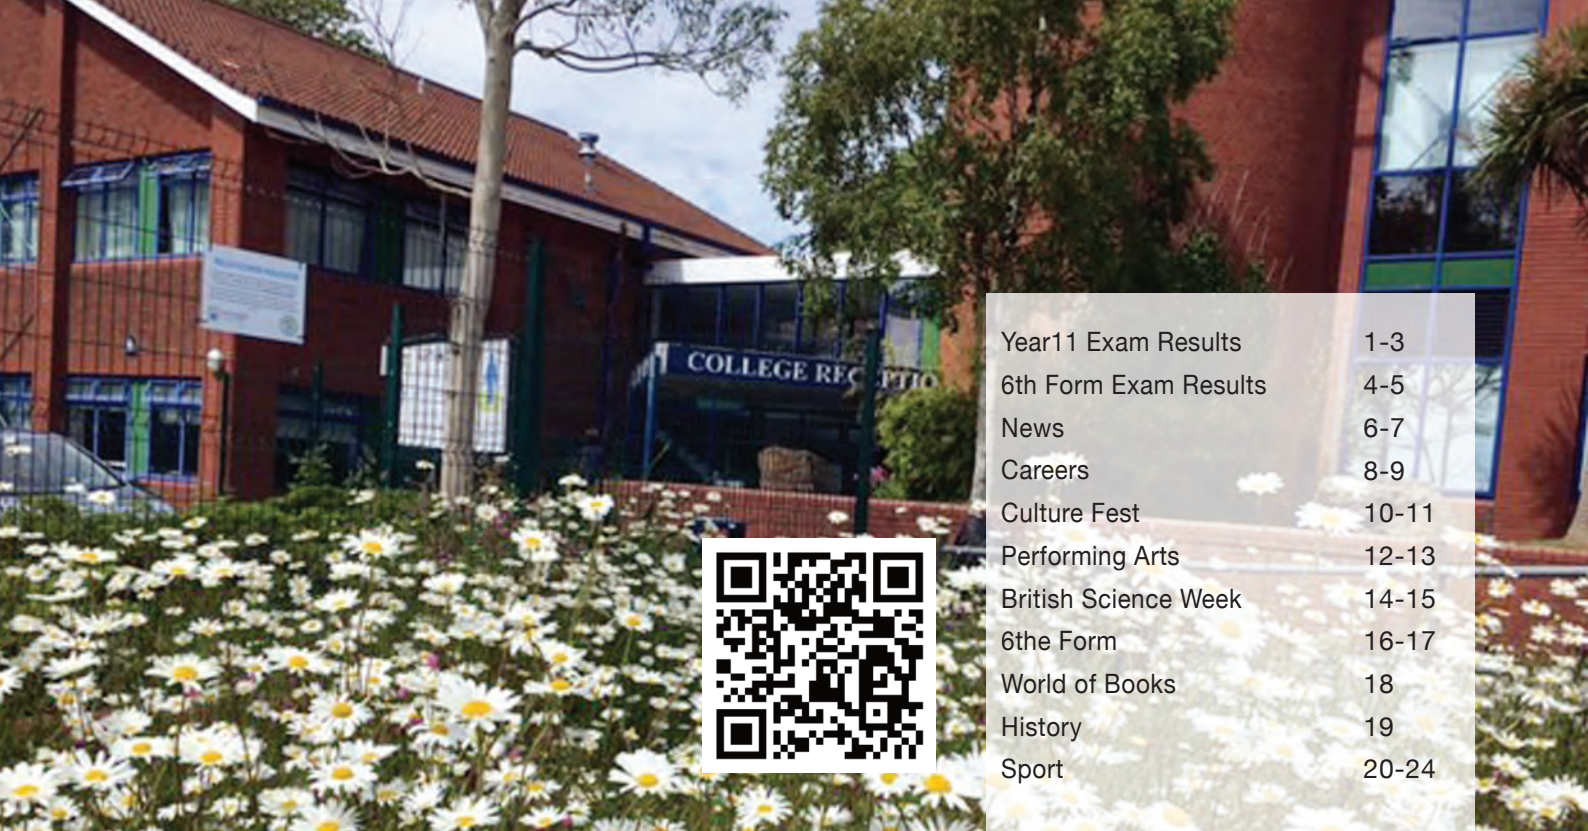 COLLEGE RECEPTIO
Year11 Exam Results 1-3
6th Form Exam Results 4-5
News 6-7
Careers 8-9
Culture Fest 10-11
Performing Arts 12-13
British Science Week 14-15
6the Form 16-17
World of Books 18
History 19
Sport 20-24